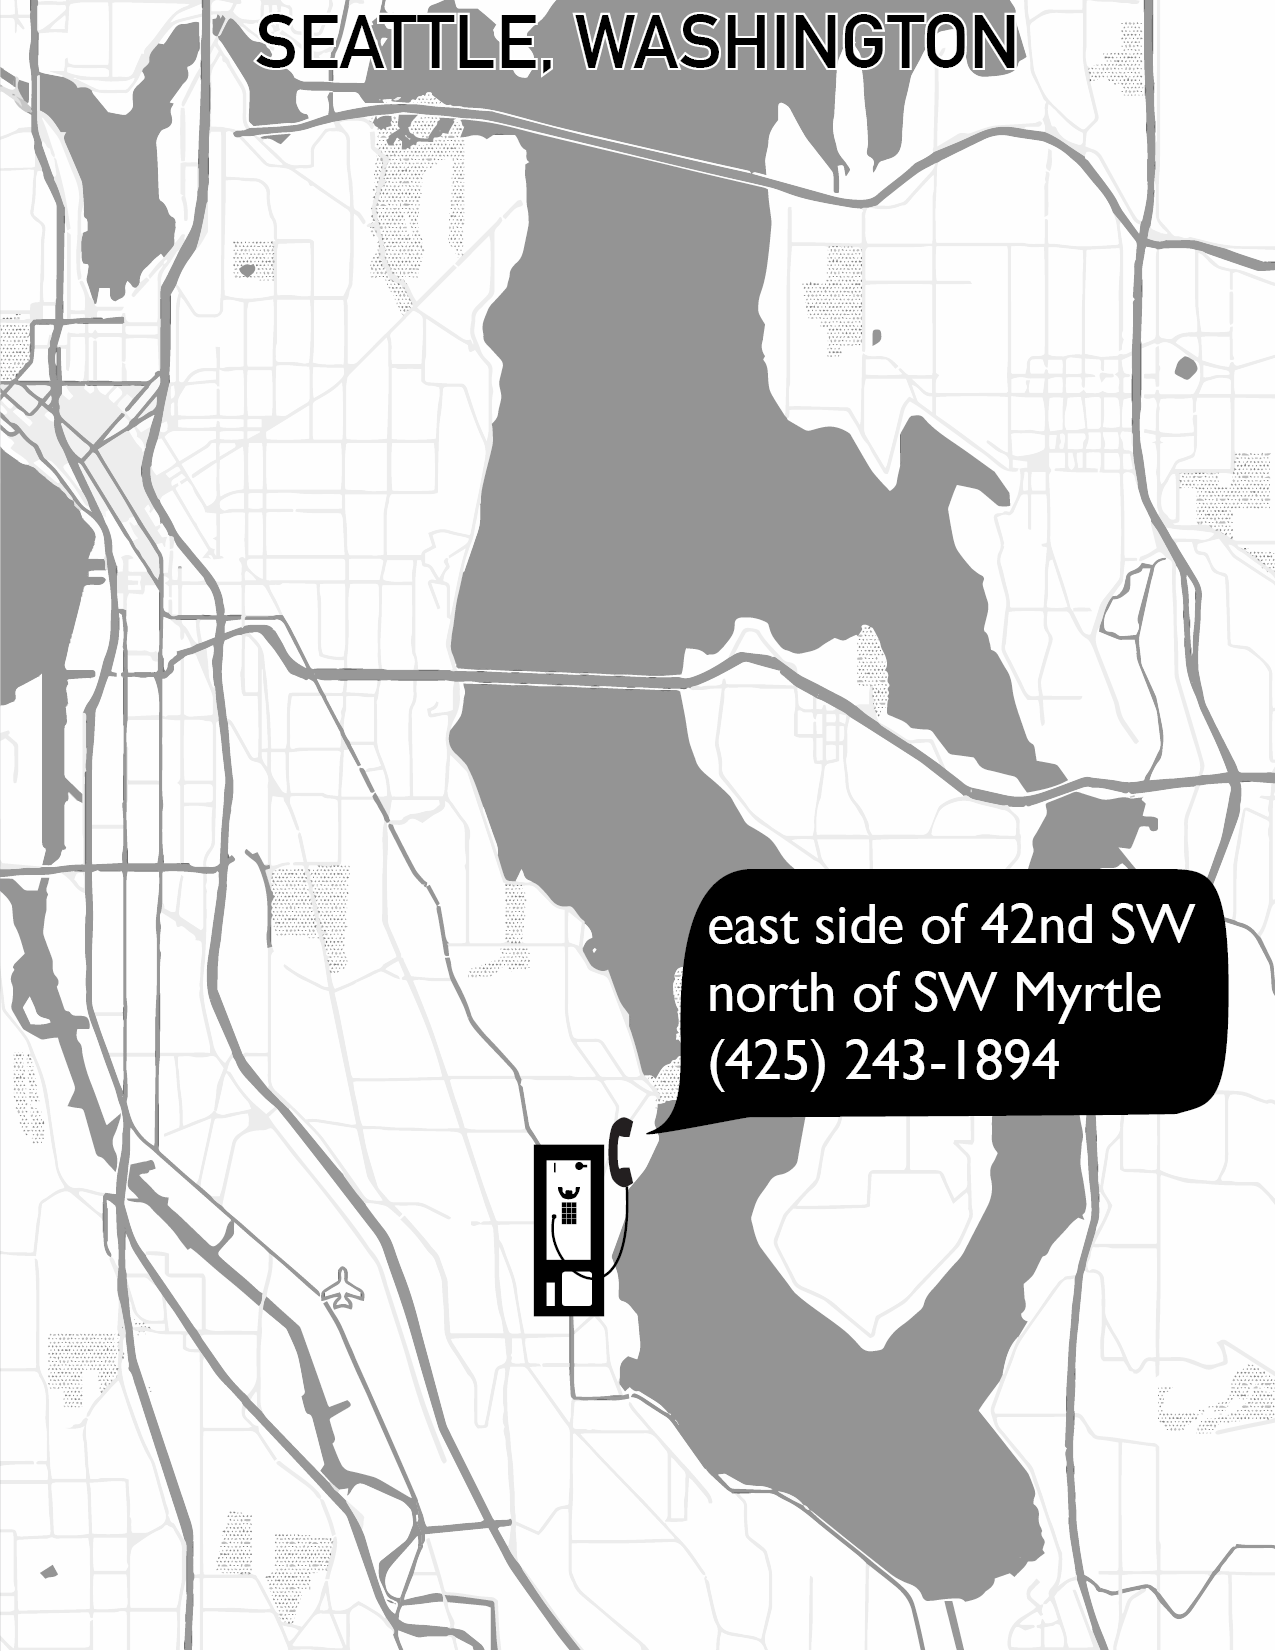 SEATTLE, WASHINGTON
east side of 42nd SW
north of SW Myrtle
(425) 243-1894